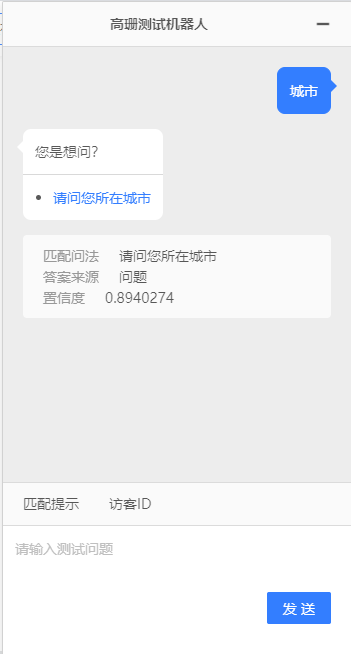 高珊测试机器人
城市
您是想问?
请问您所在城市
匹配问法 请问您所在城市
答案来源 问题
置信度 0.8940274
匹配提示 访客ID
请输入测试问题
发 送